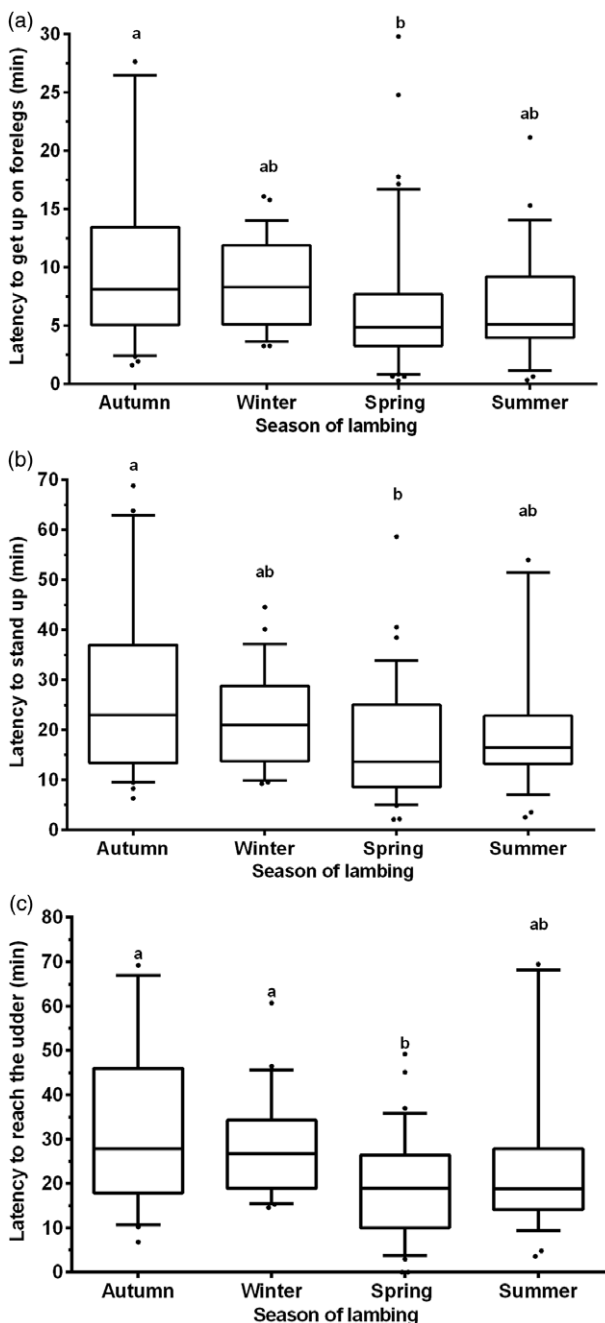 (a)
Latency to get up on forelegs (min)
30
25
20
15
10
5
0
a
ab
b
ab
Autumn Winter Spring Summer
Season of lambing
(b)
Latency to stand up (min)
70
60
50
40
30
20
10
0
a
ab
b
ab
Autumn Winter Spring Summer
Season of lambing
(c)
Latency to reach the udder (min)
80
70
60
50
40
30
20
10
0
a
a
b
ab
Autumn Winter Spring Summer
Season of lambing